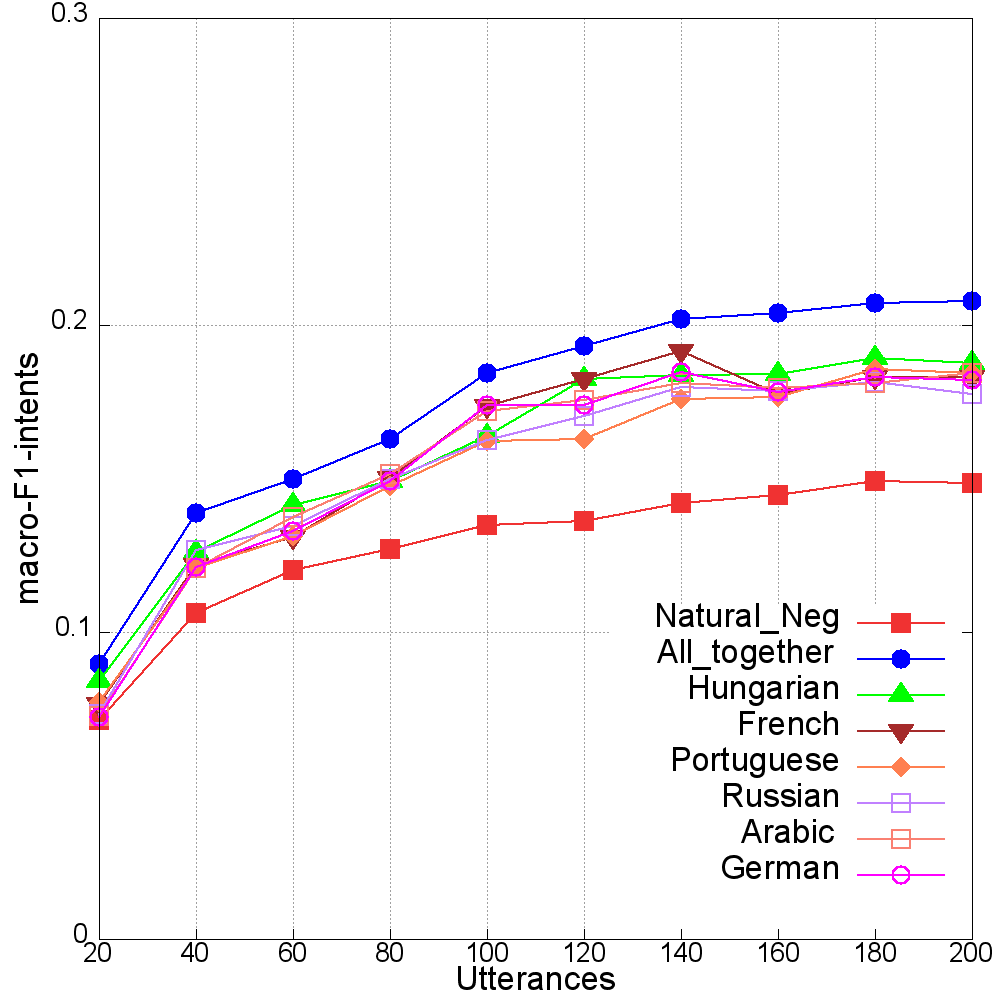 0.3
0.2
0.1
0
macro-F1-intents
20 40 60 80 100 120 140 160 180 200
Utterances
Natural_Neg
All_together
Hungarian
French
Portuguese
Russian
Arabic
German